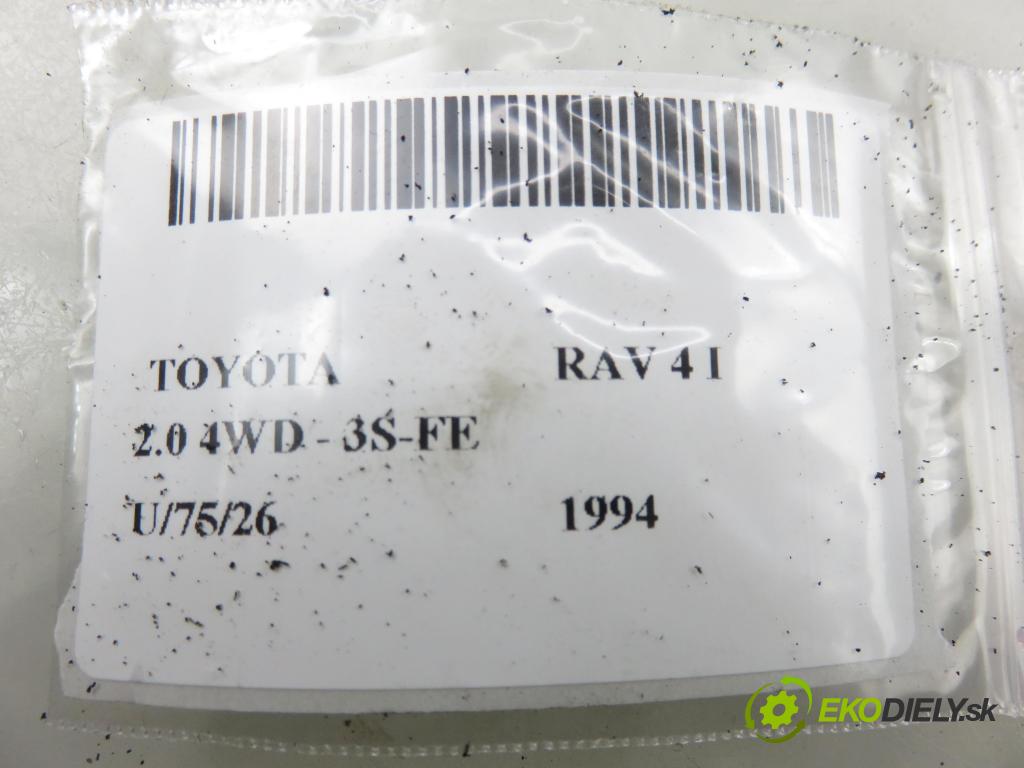 TOYOTA RAV 4 I
2.0 4WD - 3S-FE
U/75/26 1994
EKODIELY.sk